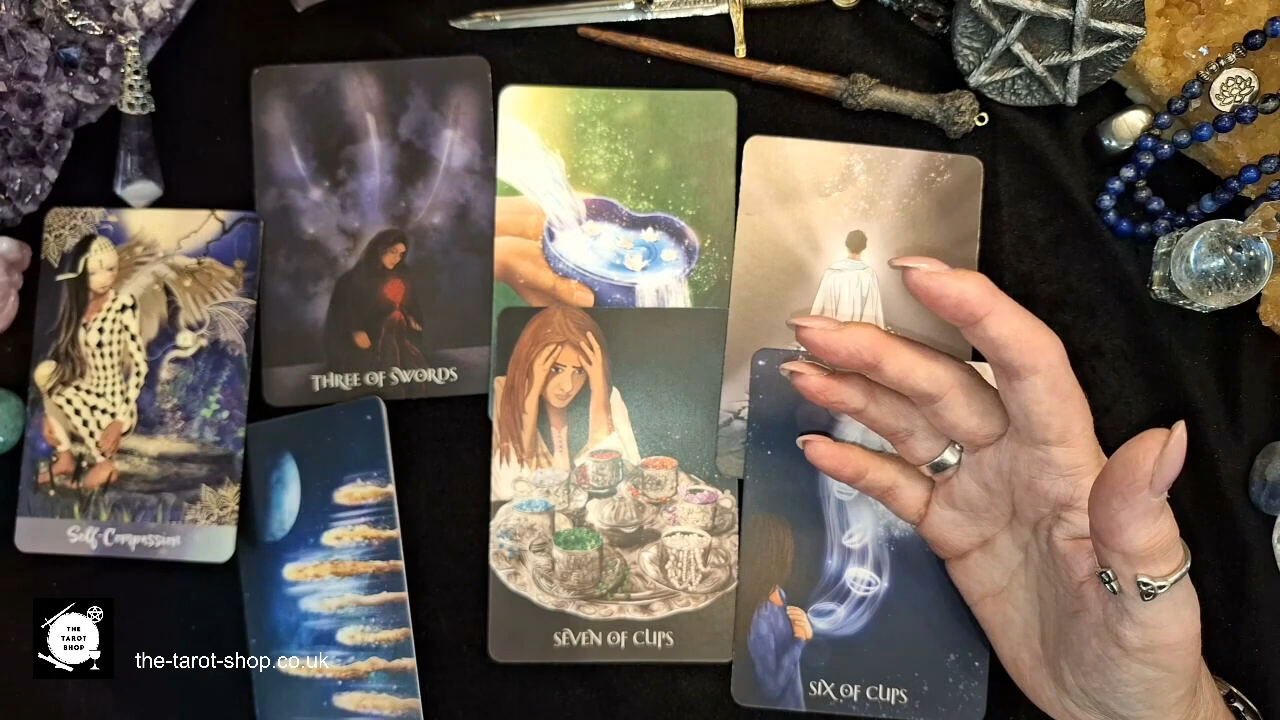 THREE OF SWORDS
Self-Compassion
SEVEN OF CUPS
SIX OF CUPS
THE
TAROT
SHOP
the-tarot-shop.co.uk